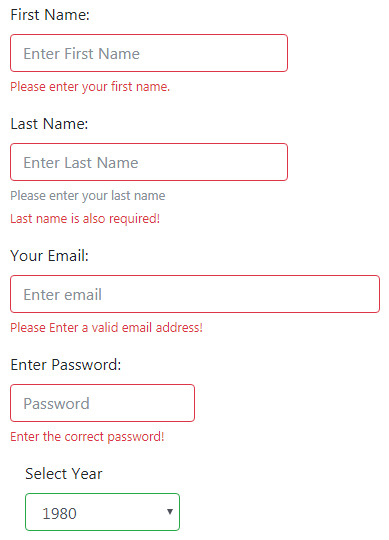 First Name:
Enter First Name
Please enter your first name.
Last Name:
Enter Last Name
Please enter your last name
Last name is also required!
Your Email:
Enter email
Please Enter a valid email address!
Enter Password:
Password
Enter the correct password!
Select Year
1980